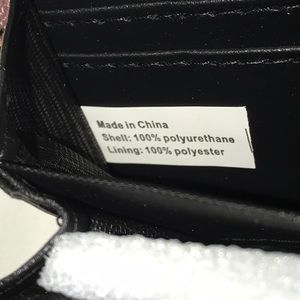 Made in China
Shell: 100% polyurethane
Lining: 100% polyester